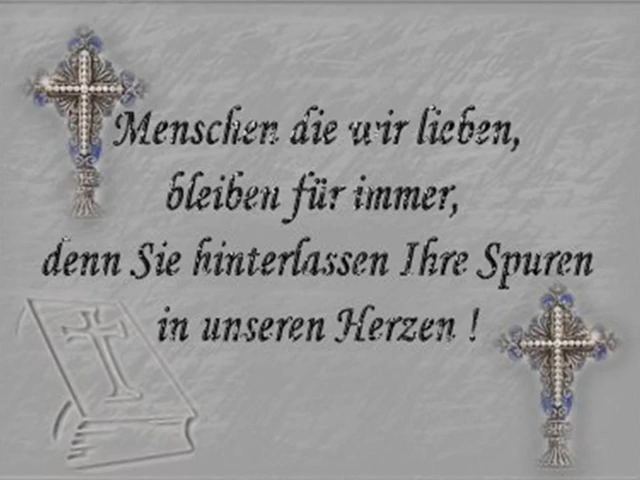 Menschen die wir lieben,
bleiben für immer,
denn Sie hinterlassen Ihre Spuren
in unseren Herzen !